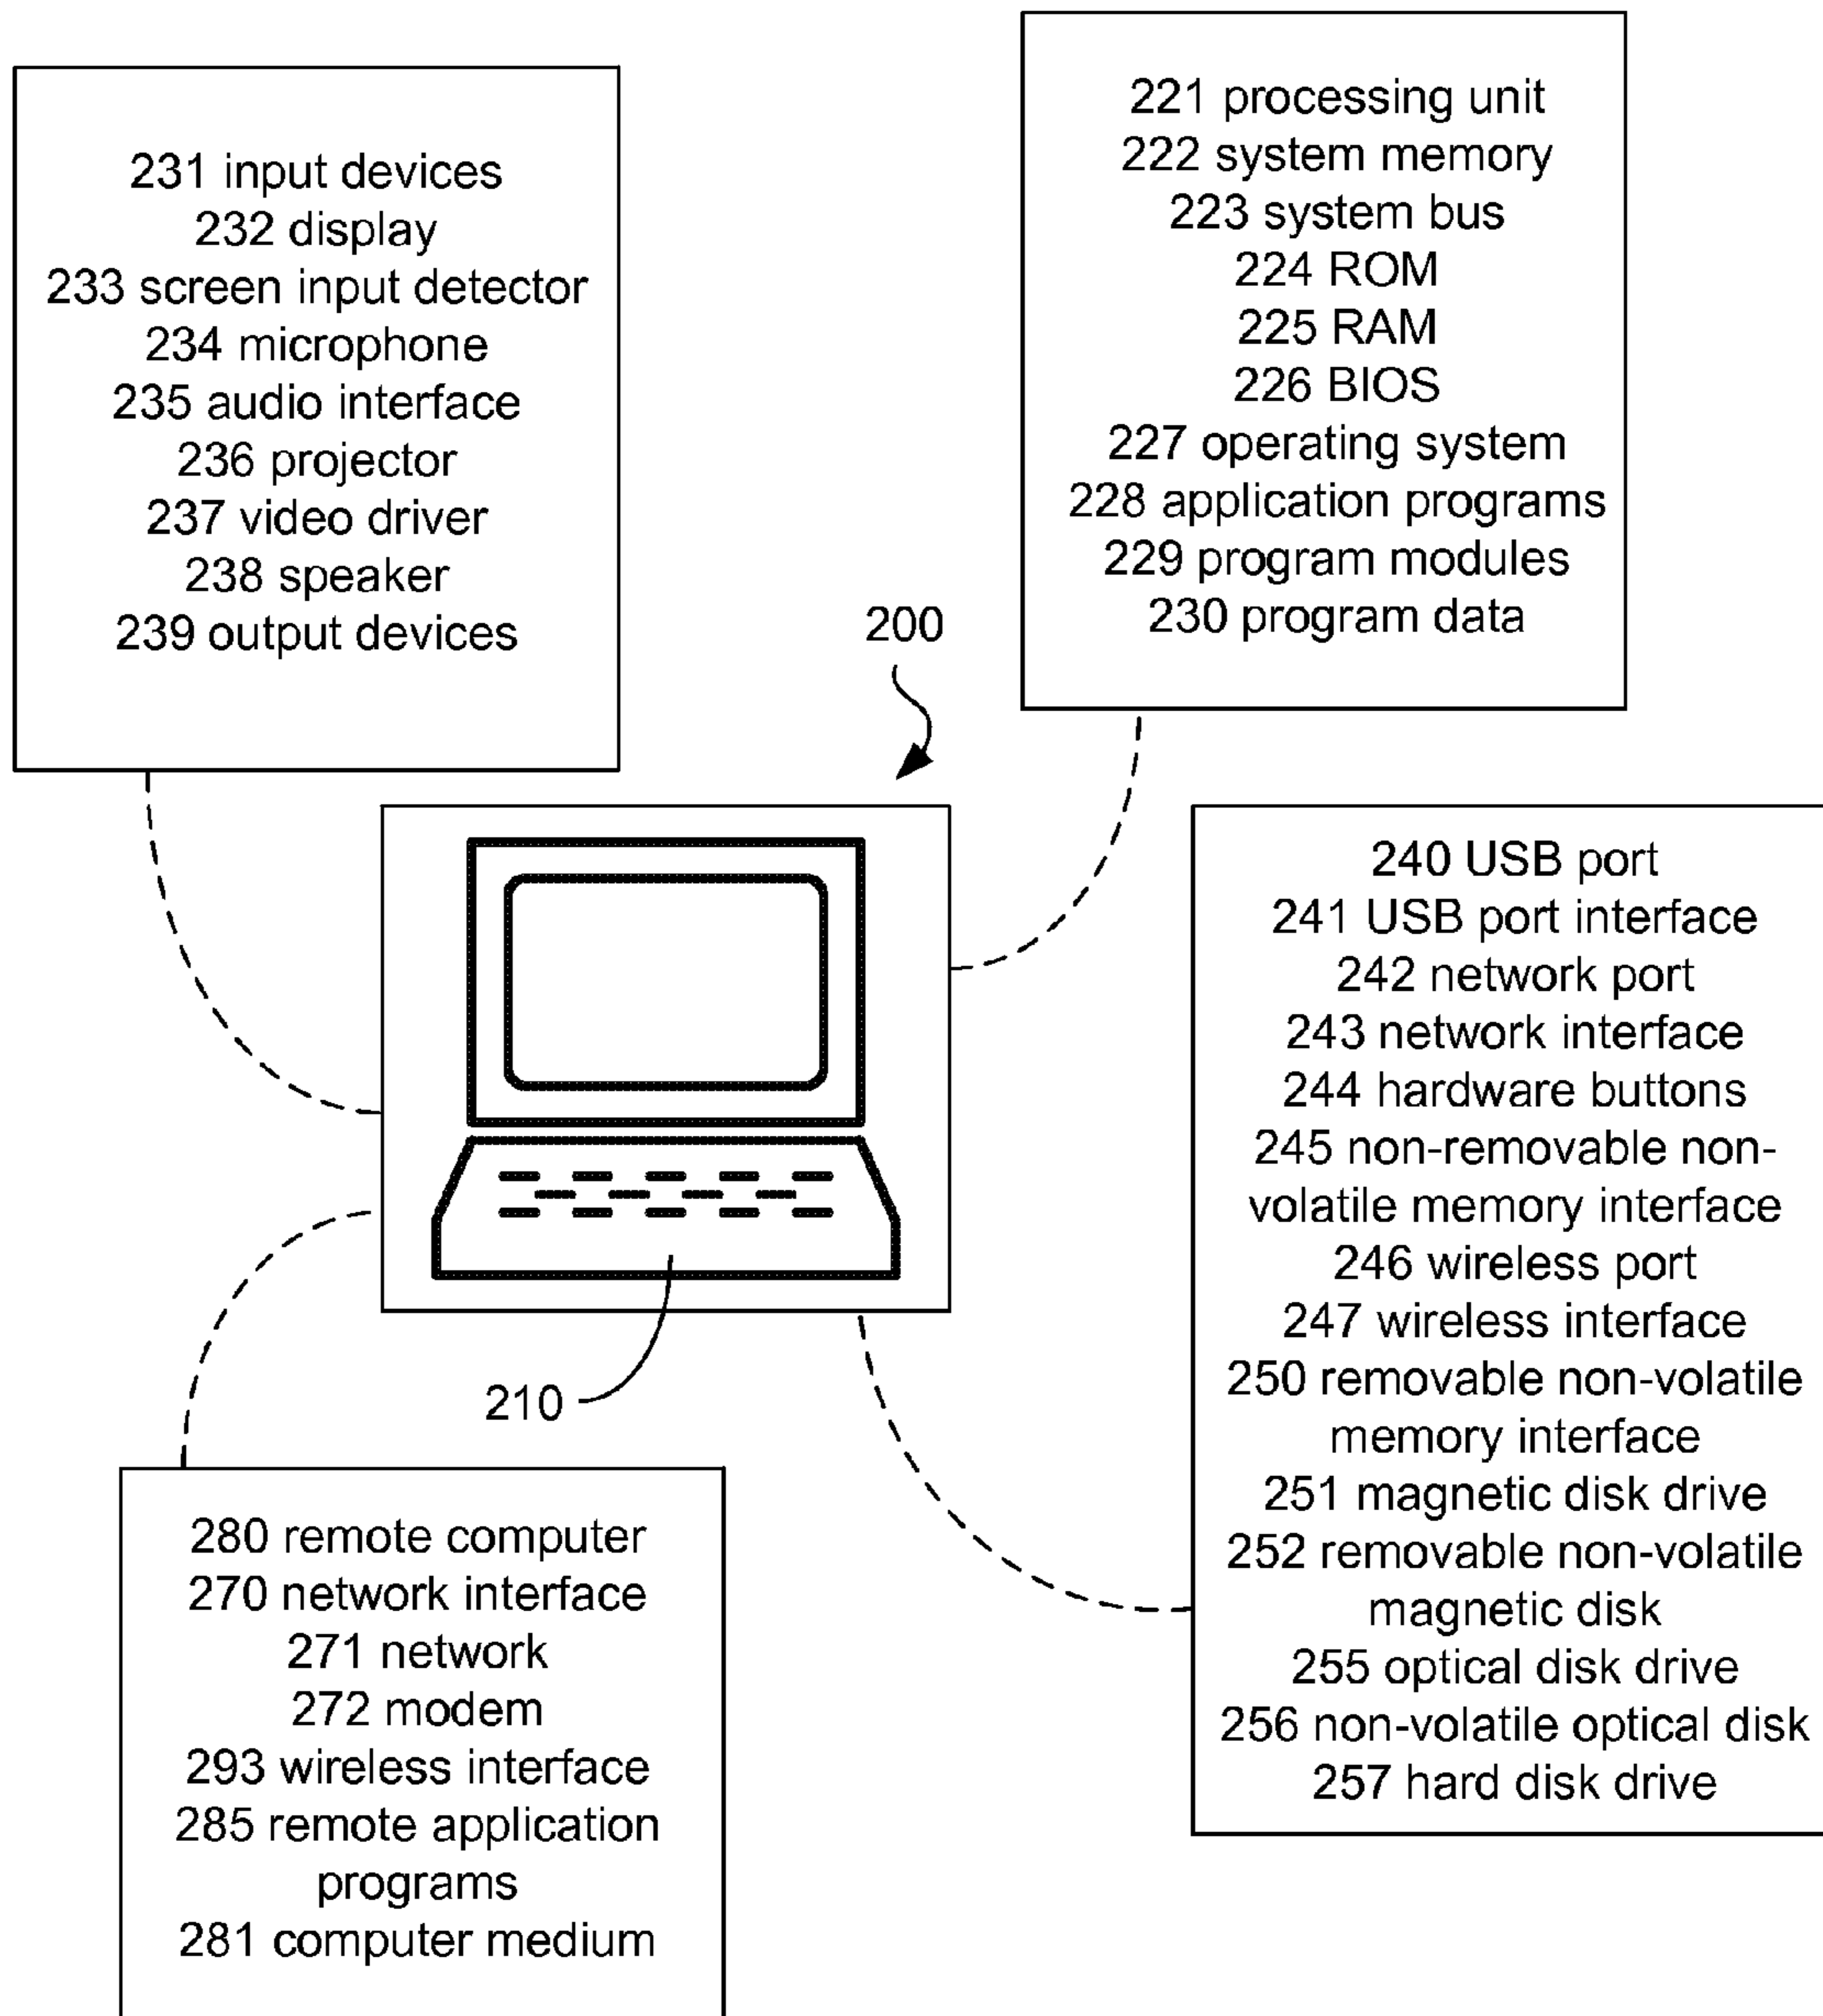 231 input devices
232 display
233 screen input detector
234 microphone
235 audio interface
236 projector
237 video driver
238 speaker
239 output devices
221 processing unit
222 system memory
223 system bus
224 ROM
225 RAM
226 BIOS
227 operating system
228 application programs
229 program modules
230 program data
200
210
240 USB port
241 USB port interface
242 network port
243 network interface
244 hardware buttons
245 non-removable non-
volatile memory interface
246 wireless port
247 wireless interface
250 removable non-volatile
memory interface
251 magnetic disk drive
252 removable non-volatile
magnetic disk
255 optical disk drive
256 non-volatile optical disk
257 hard disk drive
280 remote computer
270 network interface
271 network
272 modem
293 wireless interface
285 remote application
programs
281 computer medium